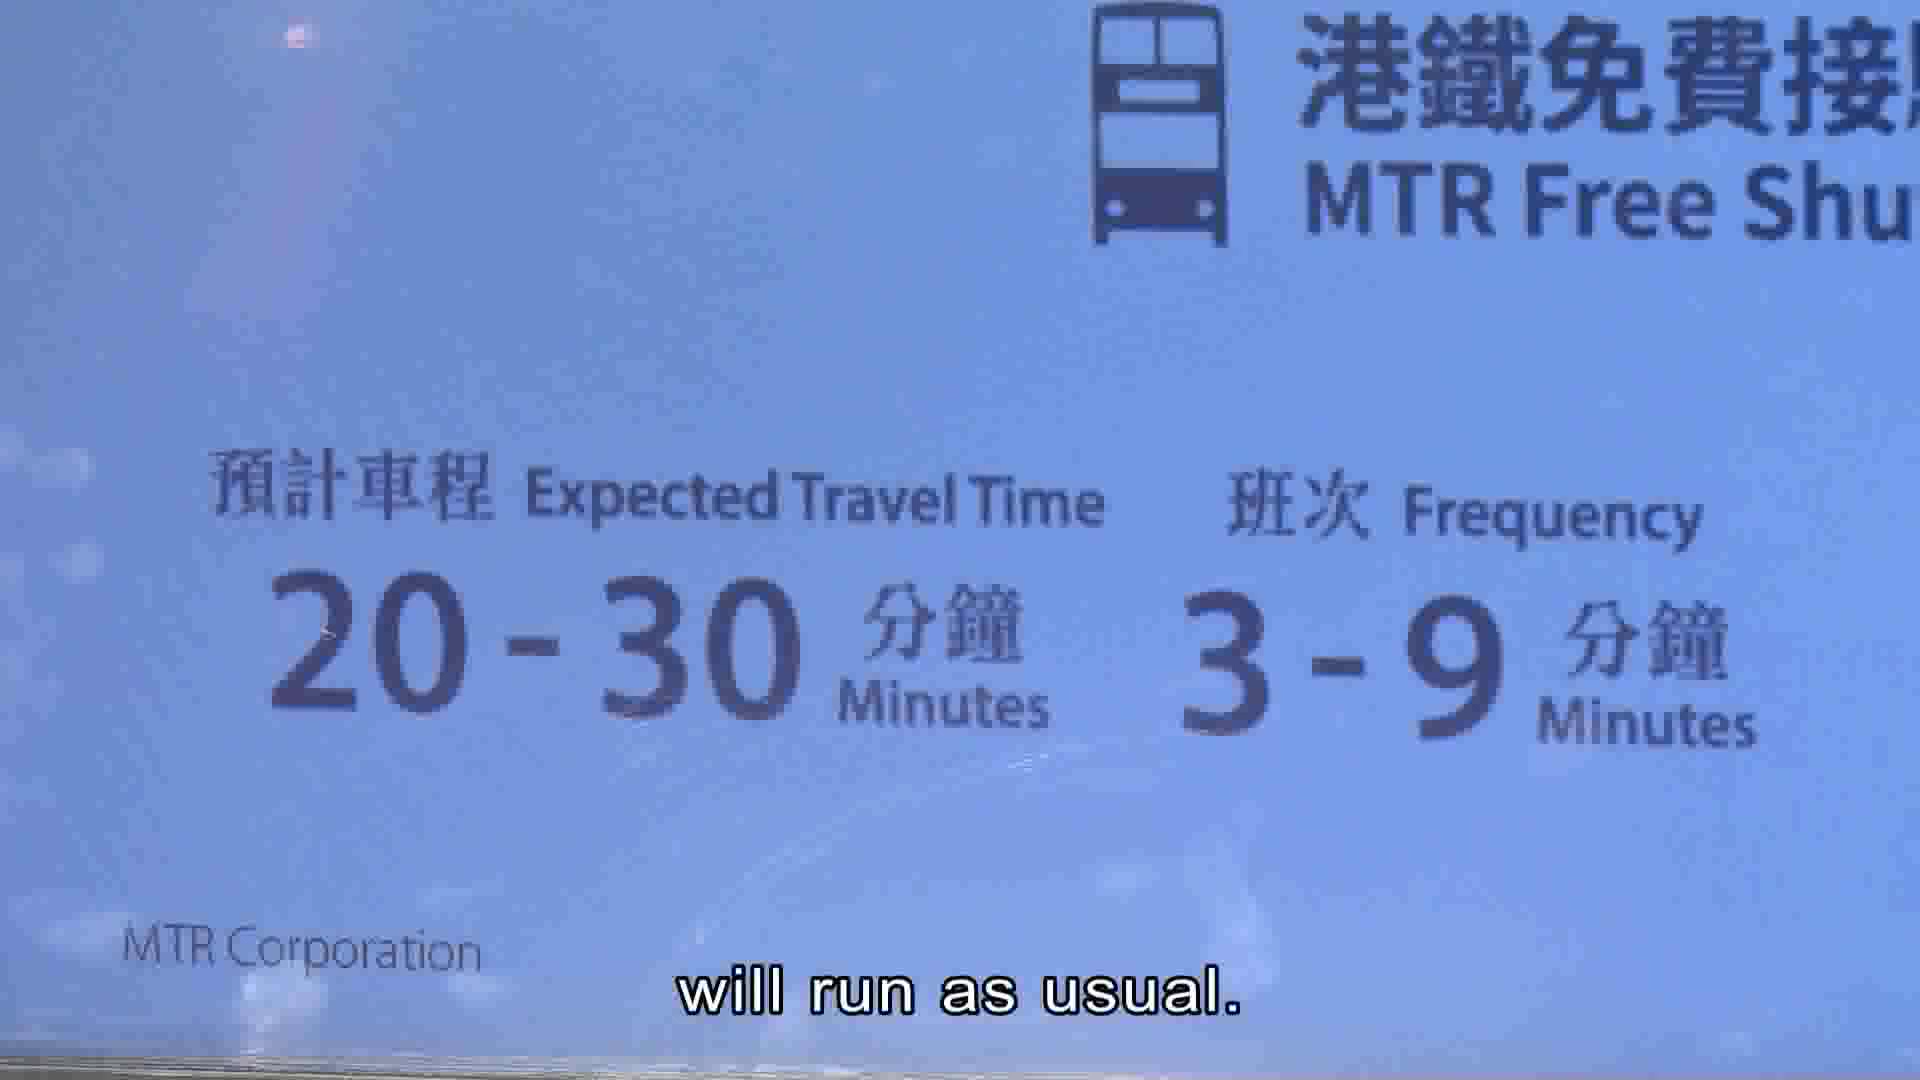 港鐵免費接
MTR Free Shu
預計車程 Expected Travel Time
20 - 30 分鐘 Minutes
班次 Frequency
3 - 9 分鐘 Minutes
MTR Corporation
will run as usual.